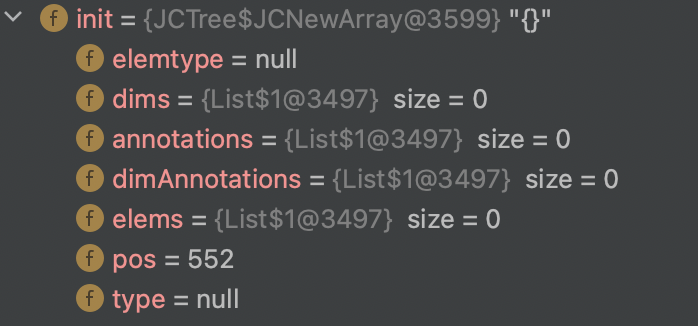 f init = {JCTree$JCNewArray@3599} "{}"
f elemtype = null
f dims = {List$1@3497} size = 0
f annotations = {List$1@3497} size = 0
f dimAnnotations = {List$1@3497} size = 0
f elems = {List$1@3497} size = 0
f pos = 552
f type = null